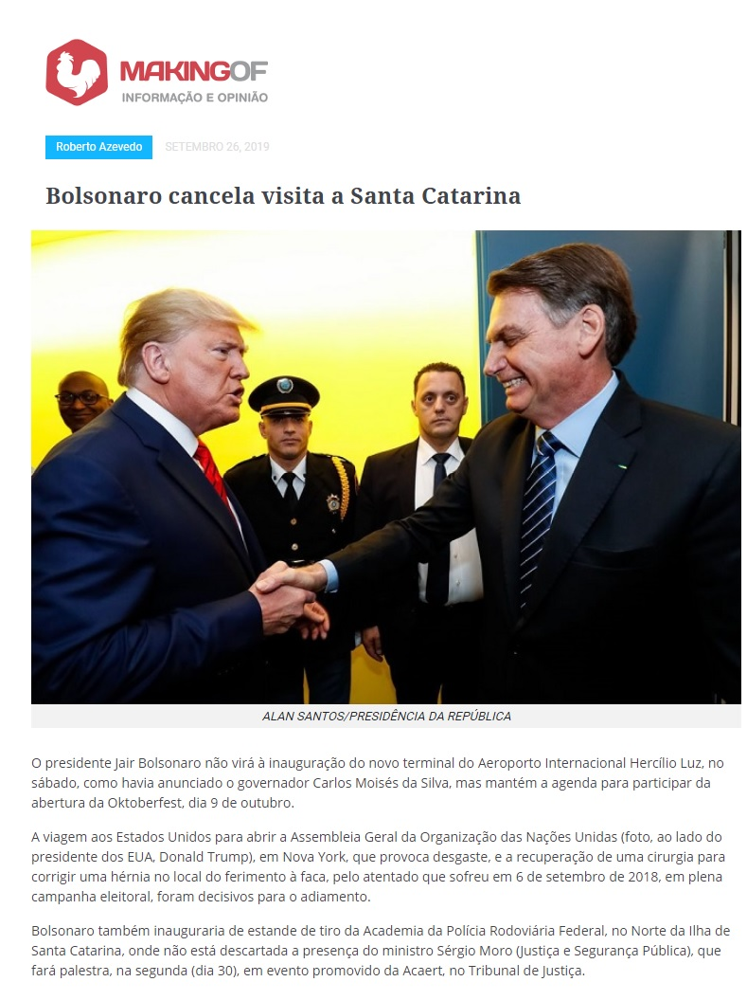 MAKINGOF
INFORMAÇÃO E OPINIÃO
Roberto Azevedo SETEMBRO 26, 2019
Bolsonaro cancela visita a Santa Catarina
ALAN SANTOS/PRESIDÊNCIA DA REPÚBLICA
O presidente Jair Bolsonaro não virá à inauguração do novo terminal do Aeroporto Internacional Hercílio Luz, no
sábado, como havia anunciado o governador Carlos Moisés da Silva, mas mantém a agenda para participar da
abertura da Oktoberfest, dia 9 de outubro.
A viagem aos Estados Unidos para abrir a Assembleia Geral da Organização das Nações Unidas (foto, ao lado do
presidente dos EUA, Donald Trump), em Nova York, que provoca desgaste, e a recuperação de uma cirurgia para
corrigir uma hérnia no local do ferimento à faca, pelo atentado que sofreu em 6 de setembro de 2018, em plena
campanha eleitoral, foram decisivos para o adiamento.
Bolsonaro também inauguraria de estande de tiro da Academia da Polícia Rodoviária Federal, no Norte da Ilha de
Santa Catarina, onde não está descartada a presença do ministro Sérgio Moro (Justiça e Segurança Pública), que
fará palestra, na segunda (dia 30), em evento promovido da Acaert, no Tribunal de Justiça.